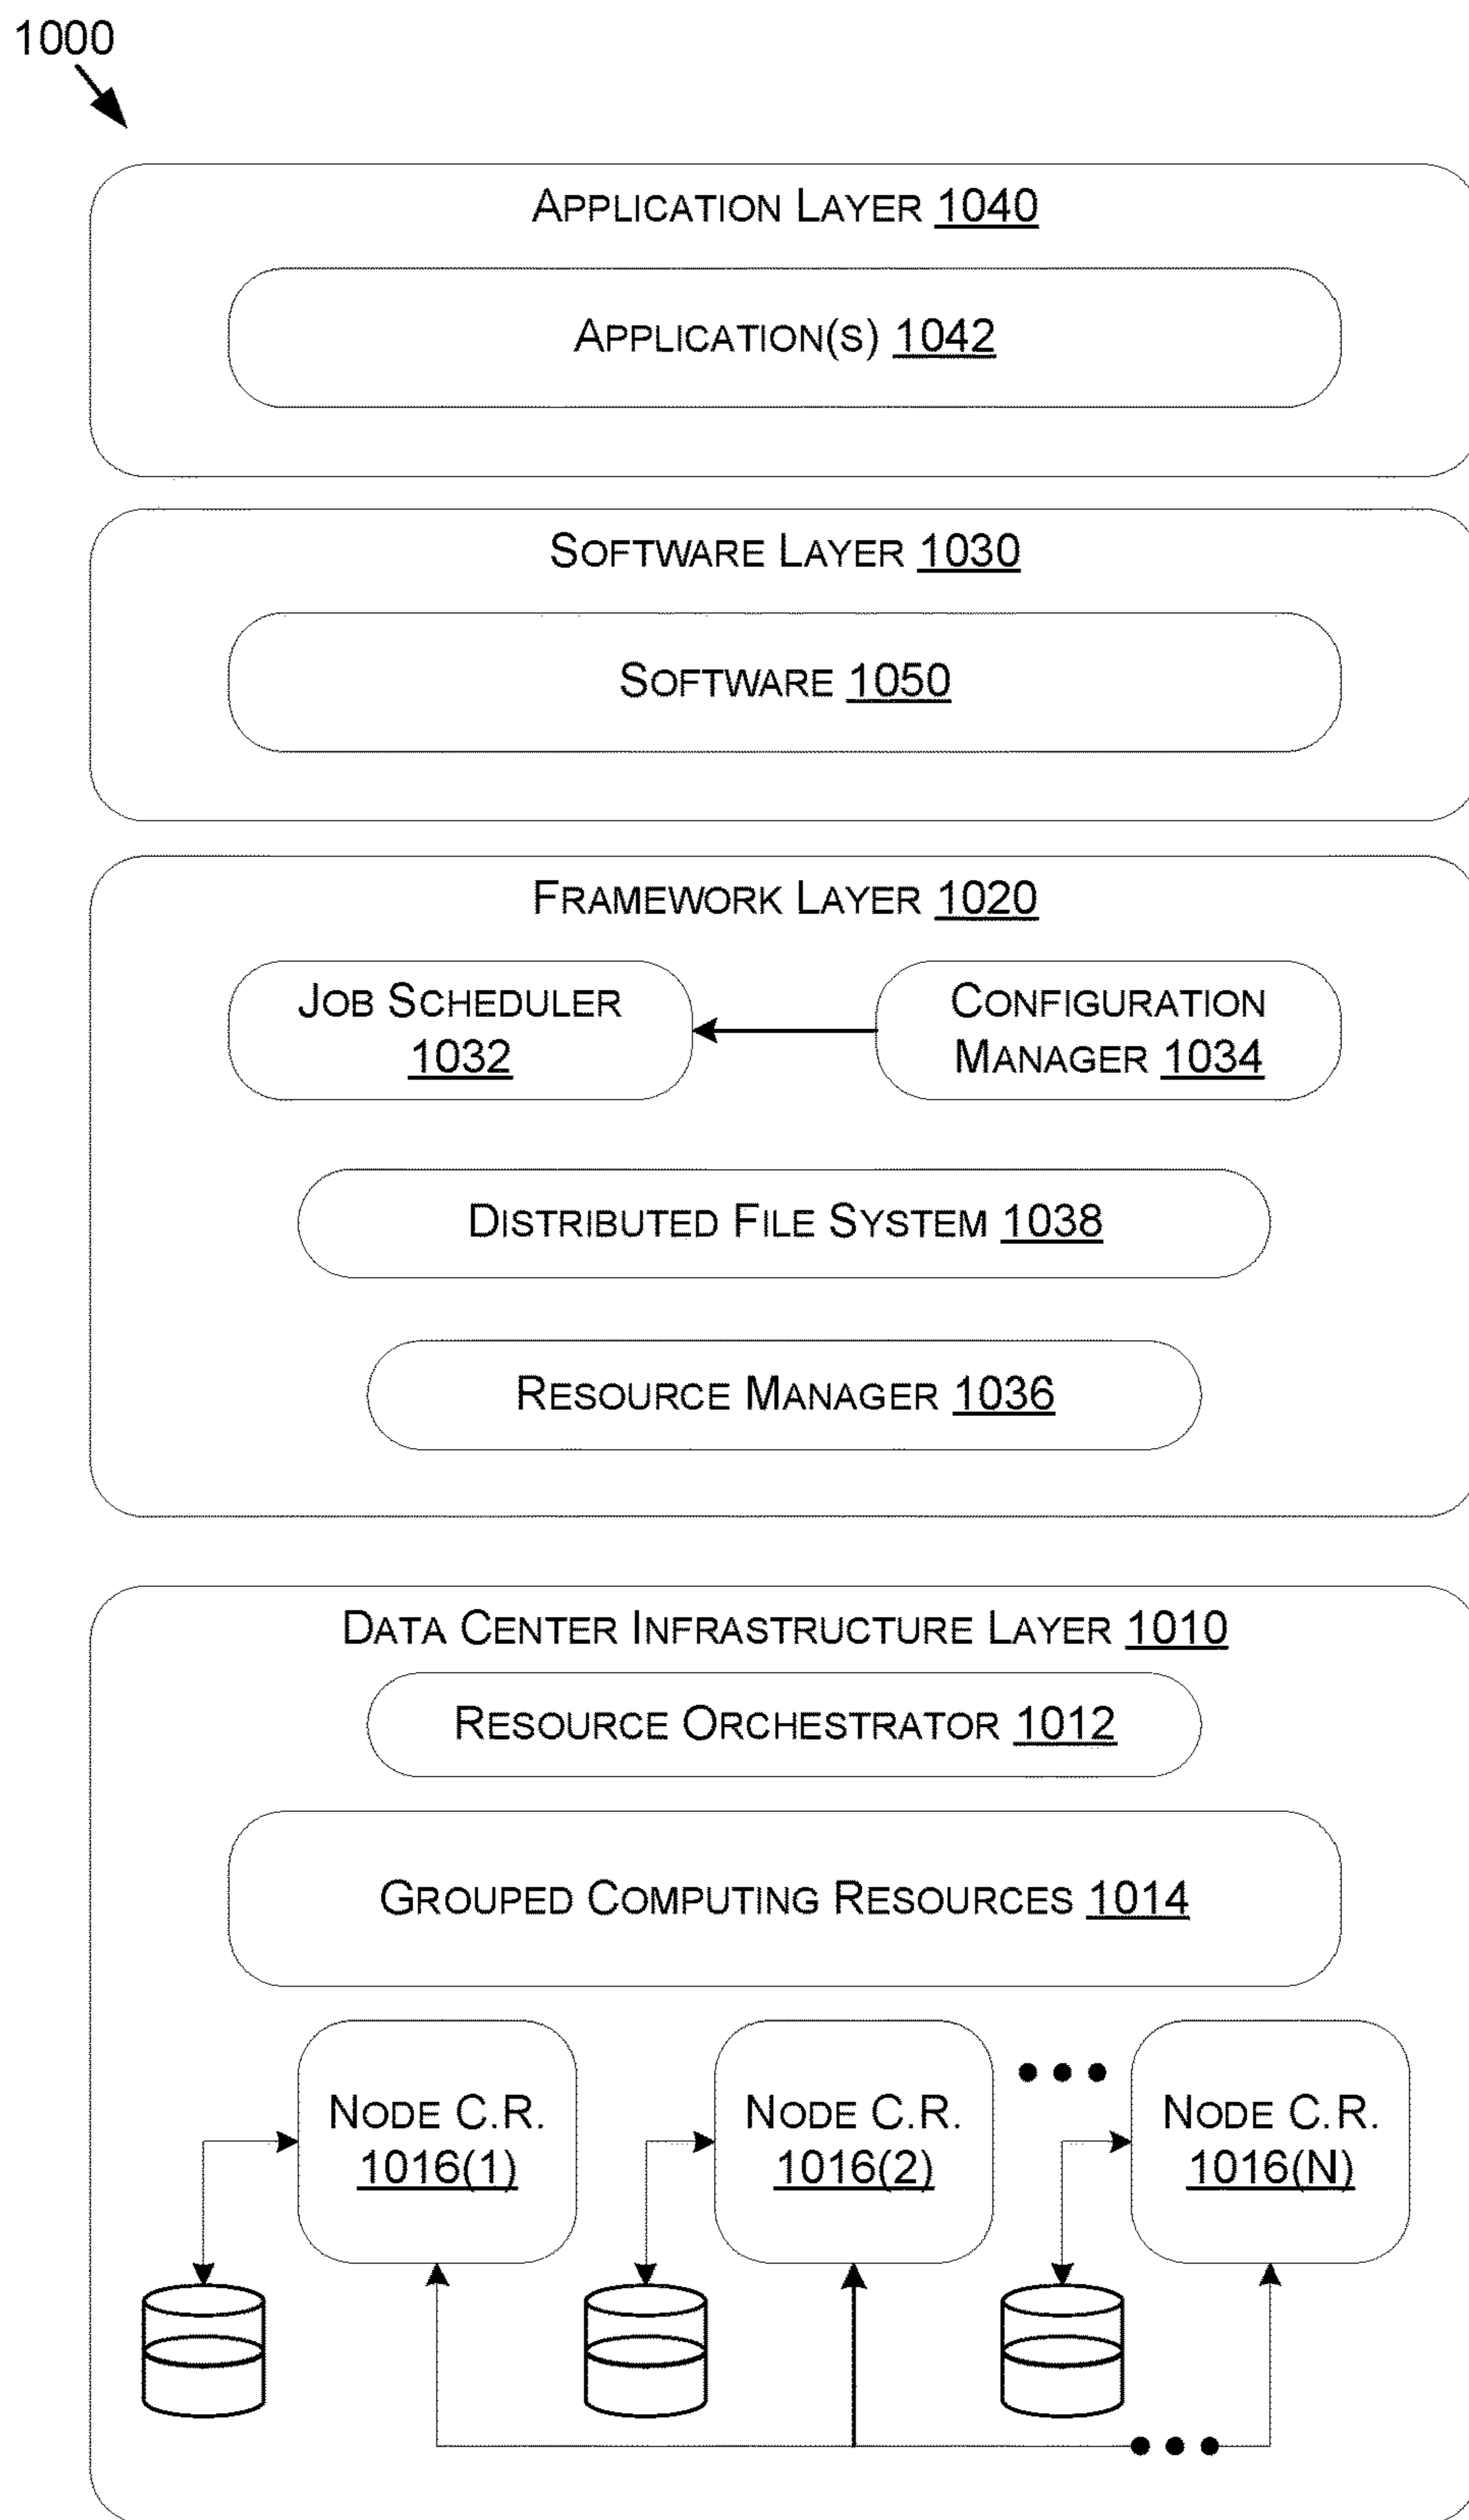 1000
APPLICATION LAYER 1040
APPLICATION(S) 1042
SOFTWARE LAYER 1030
SOFTWARE 1050
FRAMEWORK LAYER 1020
JOB SCHEDULER
1032
CONFIGURATION
MANAGER 1034
DISTRIBUTED FILE SYSTEM 1038
RESOURCE MANAGER 1036
DATA CENTER INFRASTRUCTURE LAYER 1010
RESOURCE ORCHESTRATOR 1012
GROUPED COMPUTING RESOURCES 1014
NODE C.R.
1016(1)
NODE C.R.
1016(2)
NODE C.R.
1016(N)